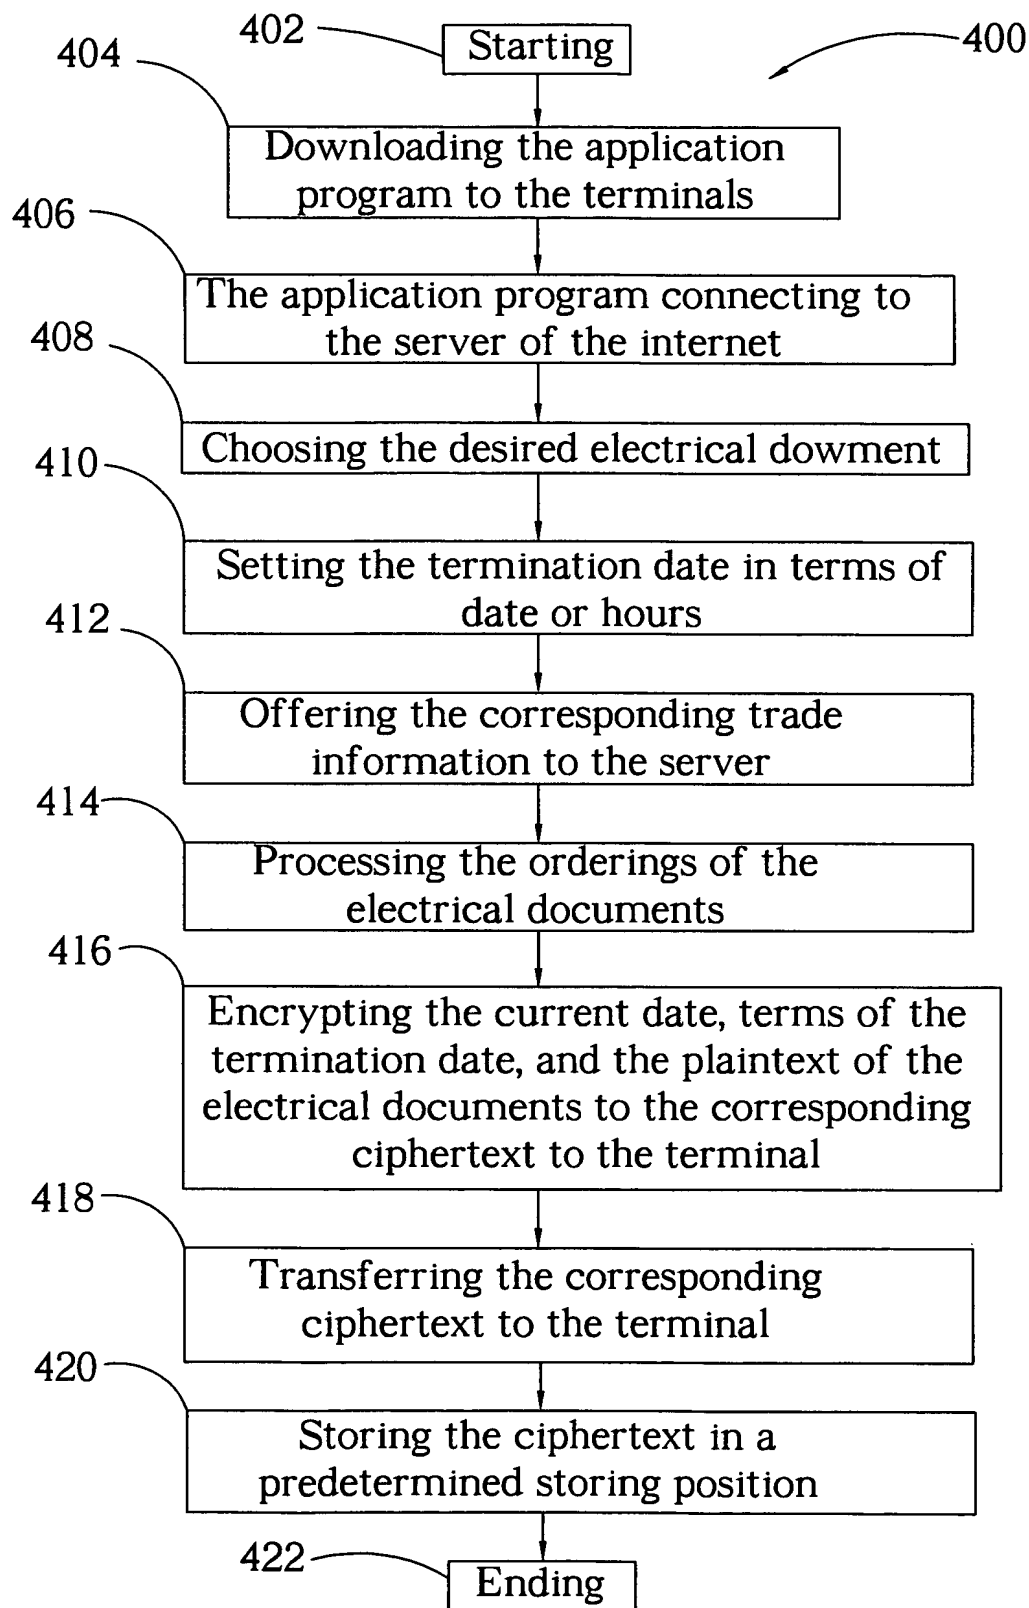 402
Starting
400
404
Downloading the application
program to the terminals
406
The application program connecting to
the server of the internet
408
Choosing the desired electrical dowment
410
Setting the termination date in terms of
date or hours
412
Offering the corresponding trade
information to the server
414
Processing the orderings of the
electrical documents
416
Encrypting the current date, terms of the
termination date, and the plaintext of the
electrical documents to the corresponding
ciphertext to the terminal
418
Transferring the corresponding
ciphertext to the terminal
420
Storing the ciphertext in a
predetermined storing position
422
Ending